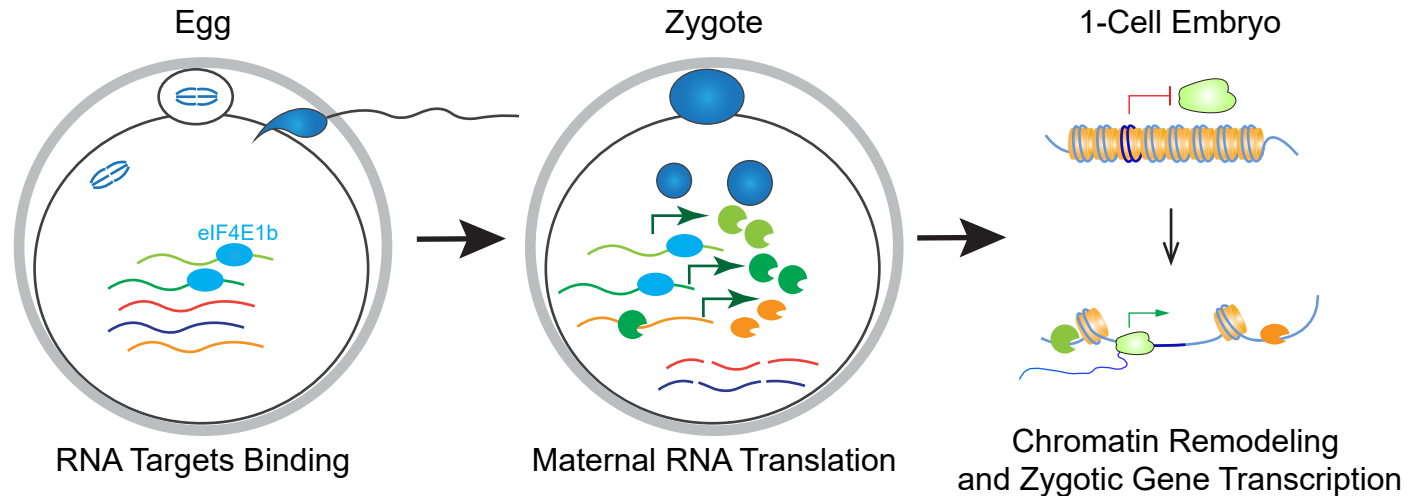 Egg
Zygote
1-Cell Embryo
eIF4E1b
RNA Targets Binding
Maternal RNA Translation
Chromatin Remodeling
and Zygotic Gene Transcription